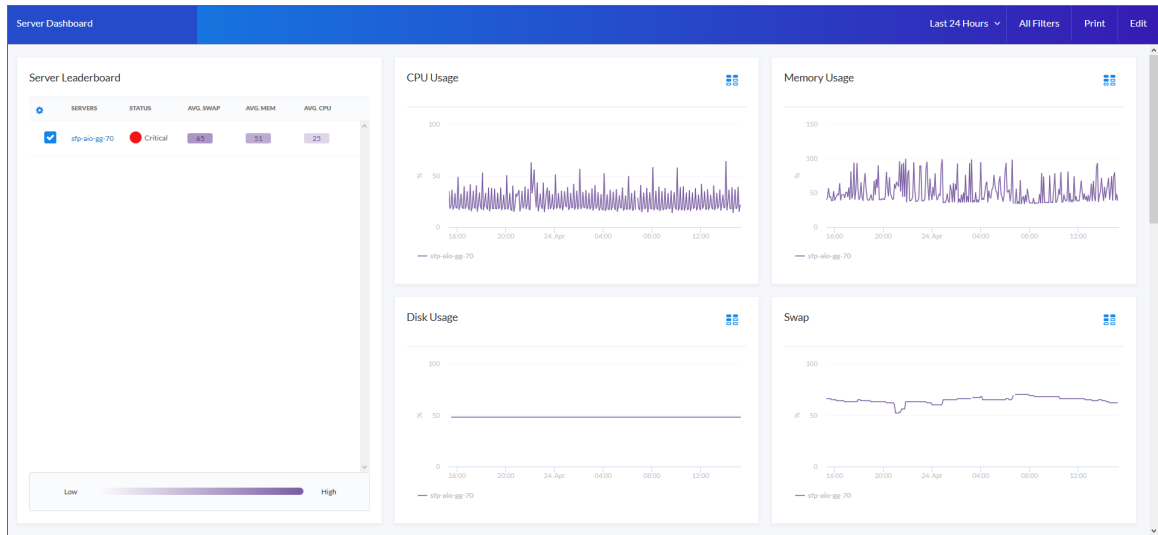 Server Dashboard
Last 24 Hours All Filters Print Edit
Server Leaderboard
SERVERS STATUS AVG. SWAP AVG. MEM AVG. CPU
sfp-aio-gg-70 Critical 65 51 25
Low High
CPU Usage
100
% 50
0
16:00 20:00 24. Apr 04:00 08:00 12:00
sfp-aio-gg-70
Memory Usage
150
100
% 50
0
16:00 20:00 24. Apr 04:00 08:00 12:00
sfp-aio-gg-70
Disk Usage
100
% 50
0
16:00 20:00 24. Apr 04:00 08:00 12:00
sfp-aio-gg-70
Swap
100
% 50
0
16:00 20:00 24. Apr 04:00 08:00 12:00
sfp-aio-gg-70